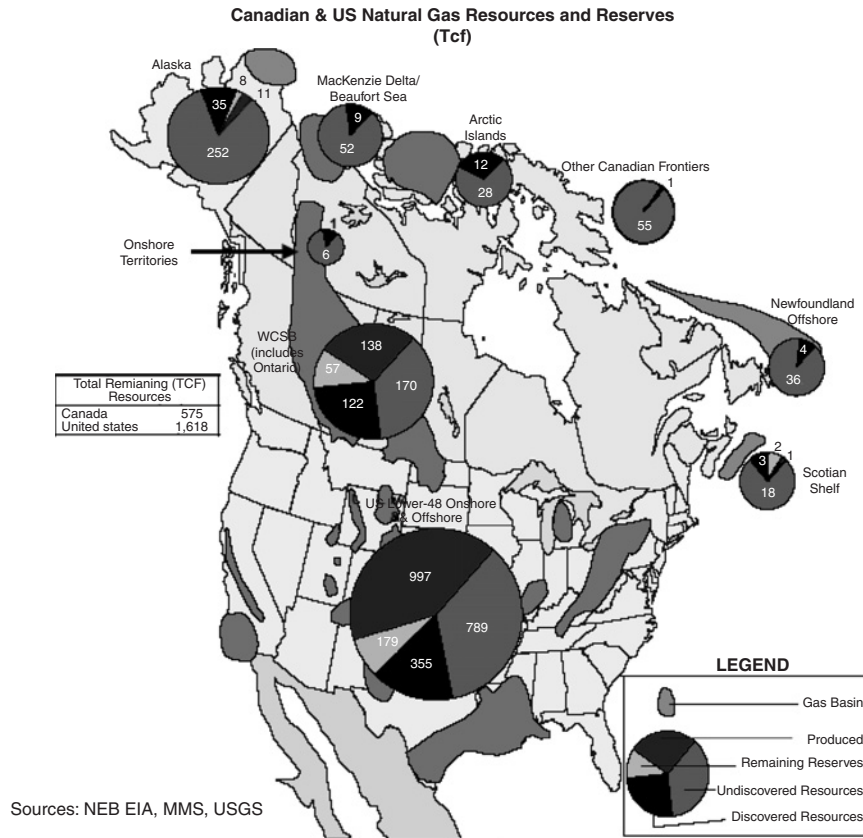 Canadian & US Natural Gas Resources and Reserves
(Tcf)
Alaska
8
11
35
252
MacKenzie Delta/
Beaufort Sea
9
52
Arctic
Islands
12
28
Other Canadian Frontiers
1
55
Onshore
Territories
1
6
Newfoundland
Offshore
4
36
WCSB
(includes
Ontario)
138
57
170
122
Total Remianing (TCF)
Resources
Canada 575
United states 1,618
2
3
1
18
Scotian
Shelf
US Lower-48 Onshore
& Offshore
997
789
179
355
LEGEND
Gas Basin
Produced
Remaining Reserves
Undiscovered Resources
Discovered Resources
Sources: NEB EIA, MMS, USGS